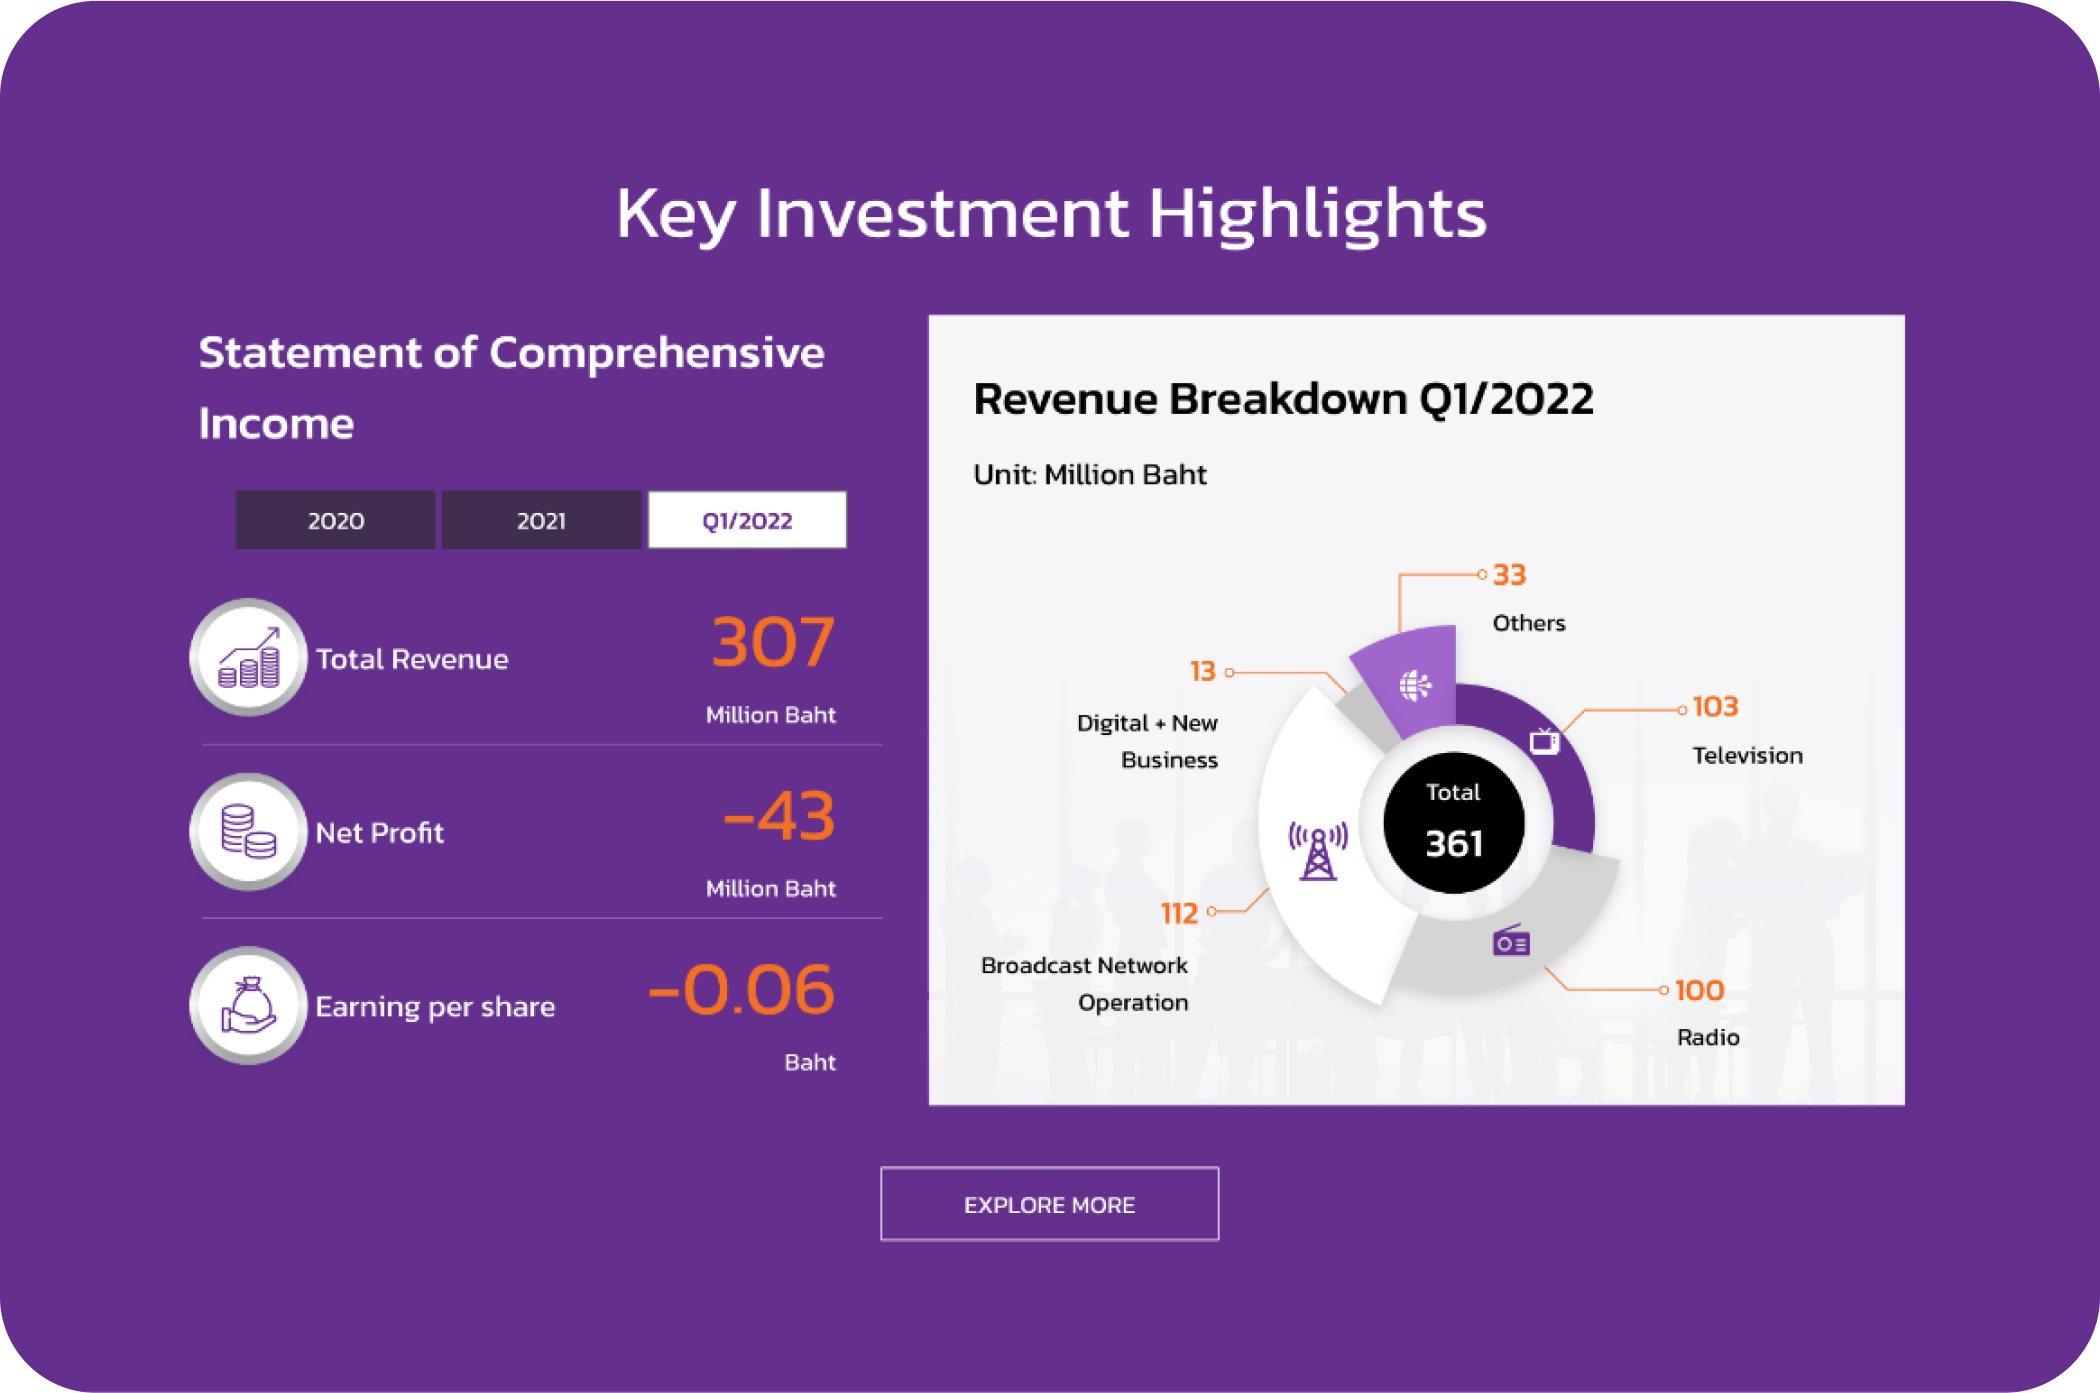 Key Investment Highlights
Statement of Comprehensive
Income
2020
2021
Q1/2022
Total Revenue
307
Million Baht
Net Profit
-43
Million Baht
Earning per share
-0.06
Baht
Revenue Breakdown Q1/2022
Unit: Million Baht
33
Others
13
Digital + New
Business
103
Television
Total
361
112
Broadcast Network
Operation
100
Radio
EXPLORE MORE